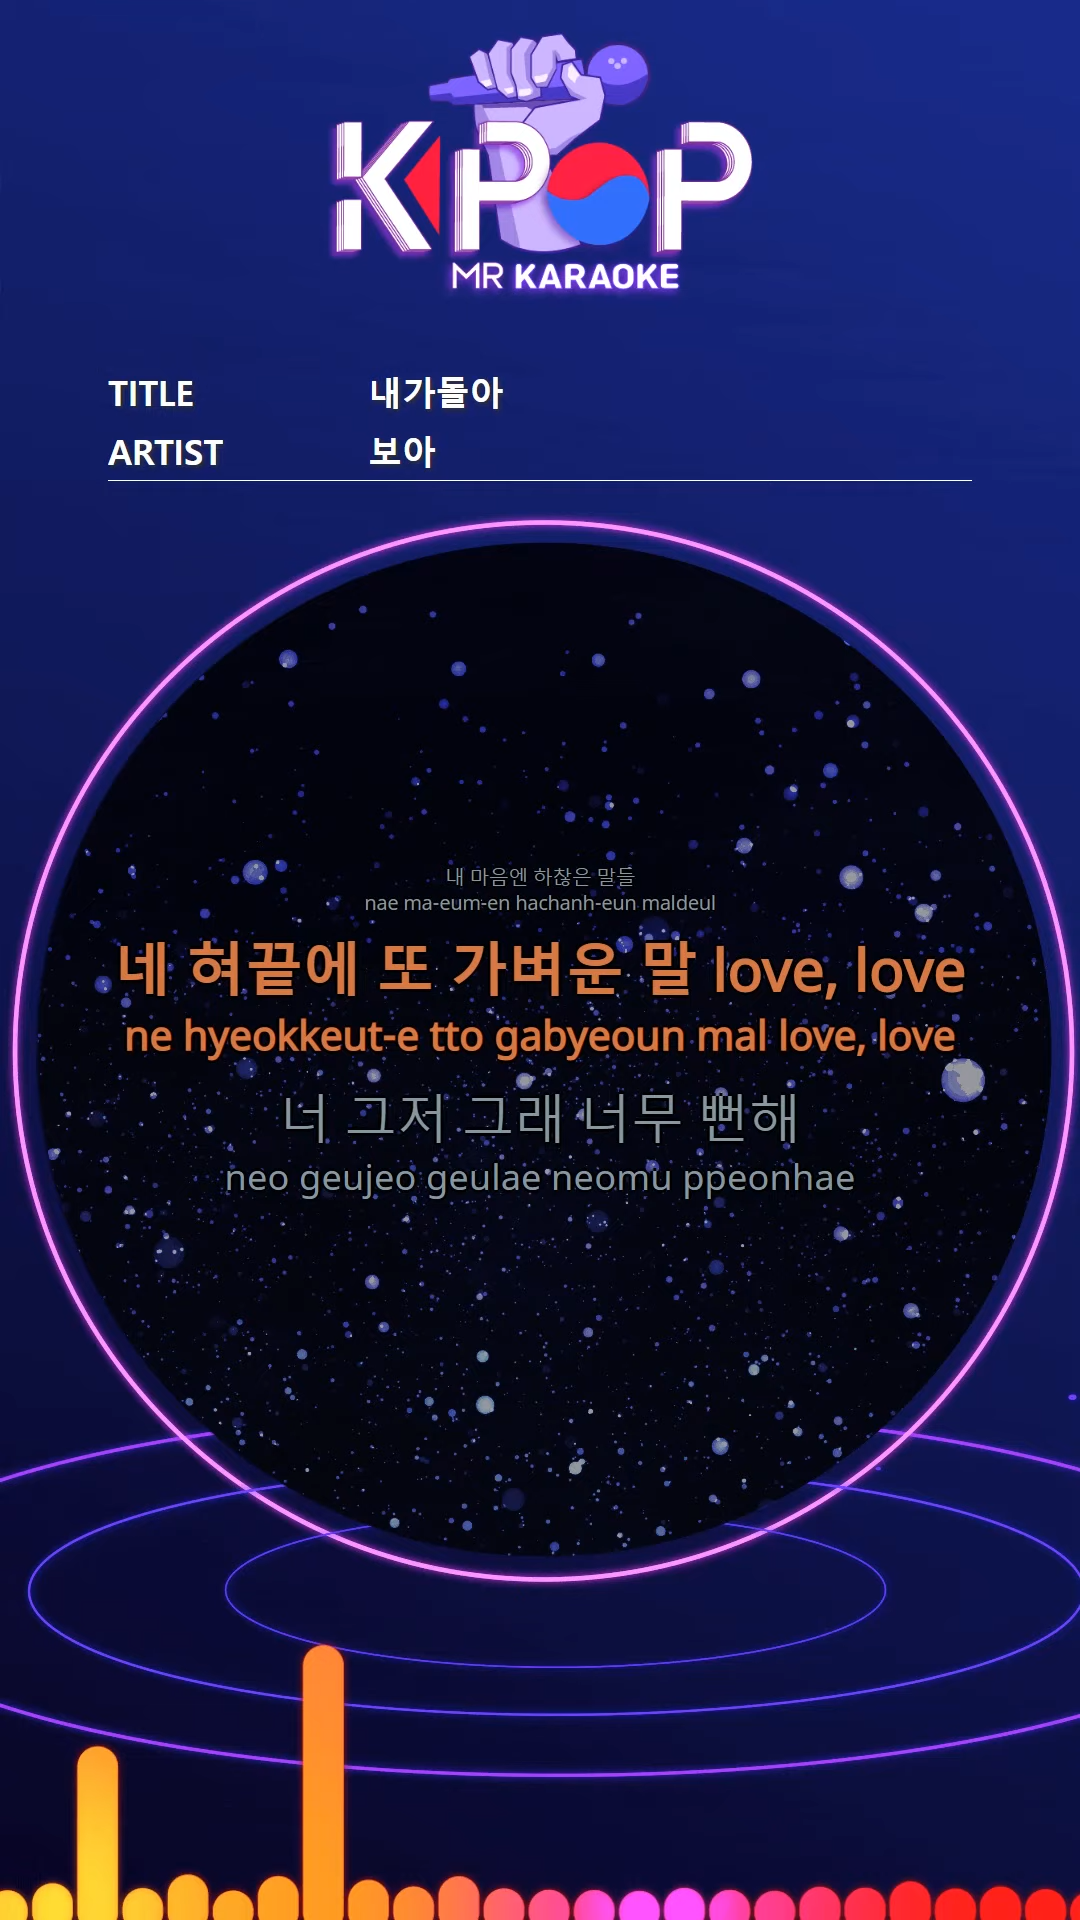 KPOP
MR KARAOKE
TITLE 내가돌아
ARTIST 보아
내 마음엔 하찮은 말들
nae ma-eum-en hachanh-eun maldeul
네 혀끝에 또 가벼운 말 love, love
ne hyeokkeut-e tto gabyeoun mal love, love
너 그저 그래 너무 뻔해
neo geujeo geulae neomu ppeonhae